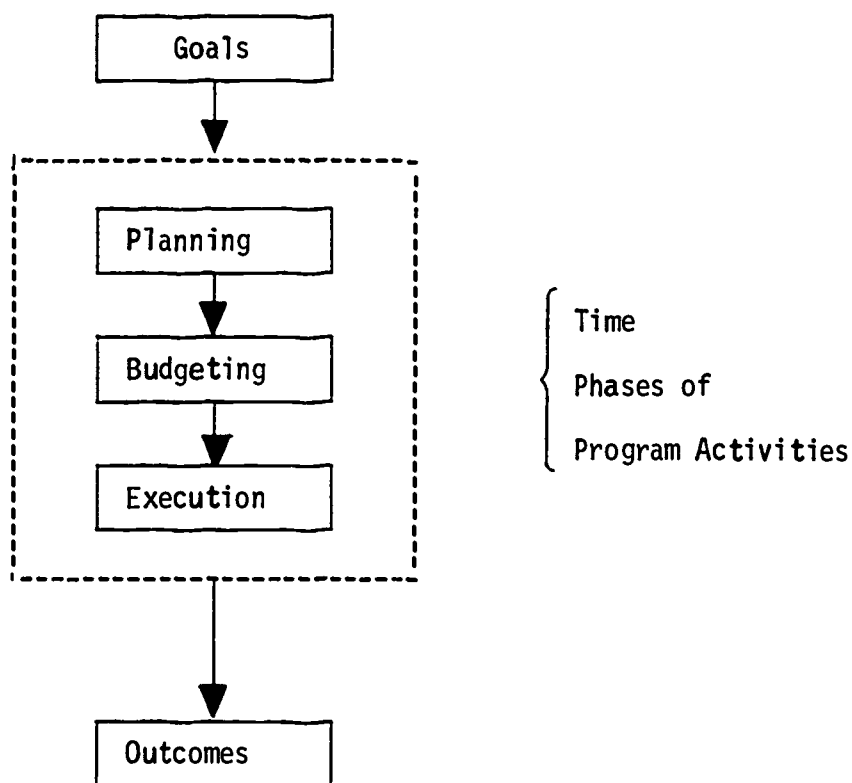 Goals
Planning
Budgeting
Execution
Time
Phases of
Program Activities
Outcomes